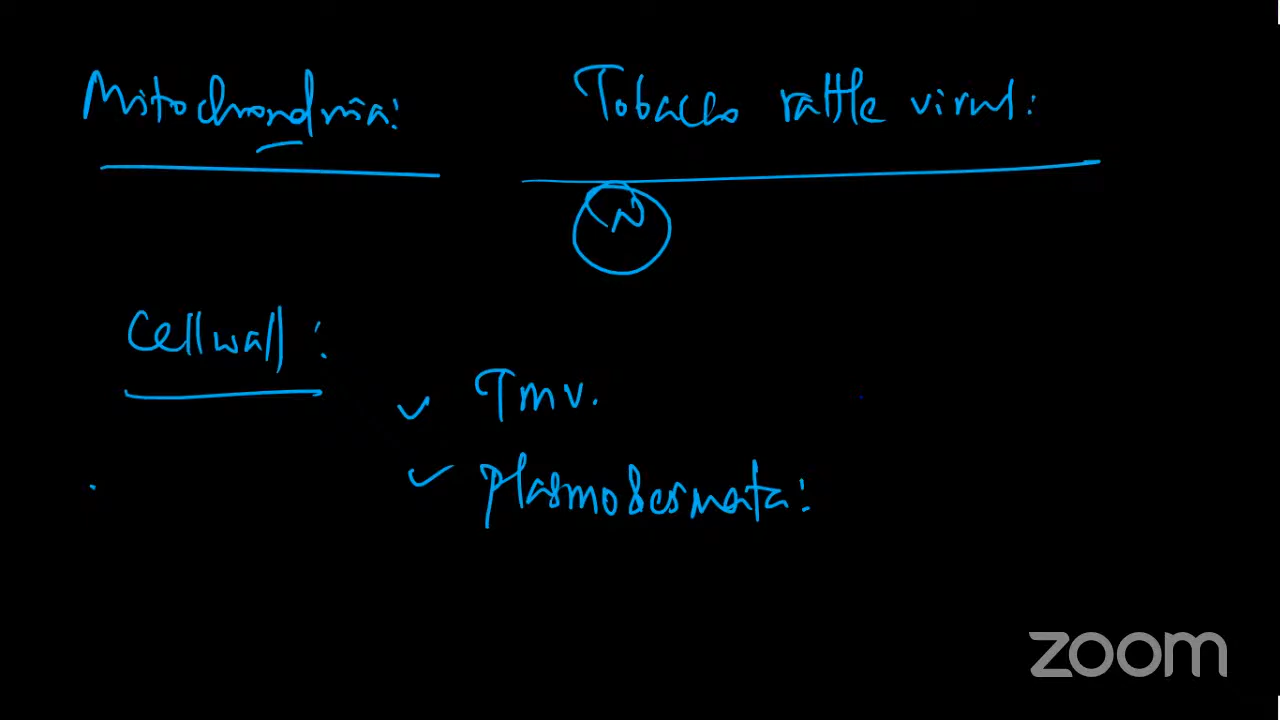 Mitochondria: Tobacco rattle virus:
N
Cellwall:
✓ Tmv.
✓ Plasmodesmata:
zoom